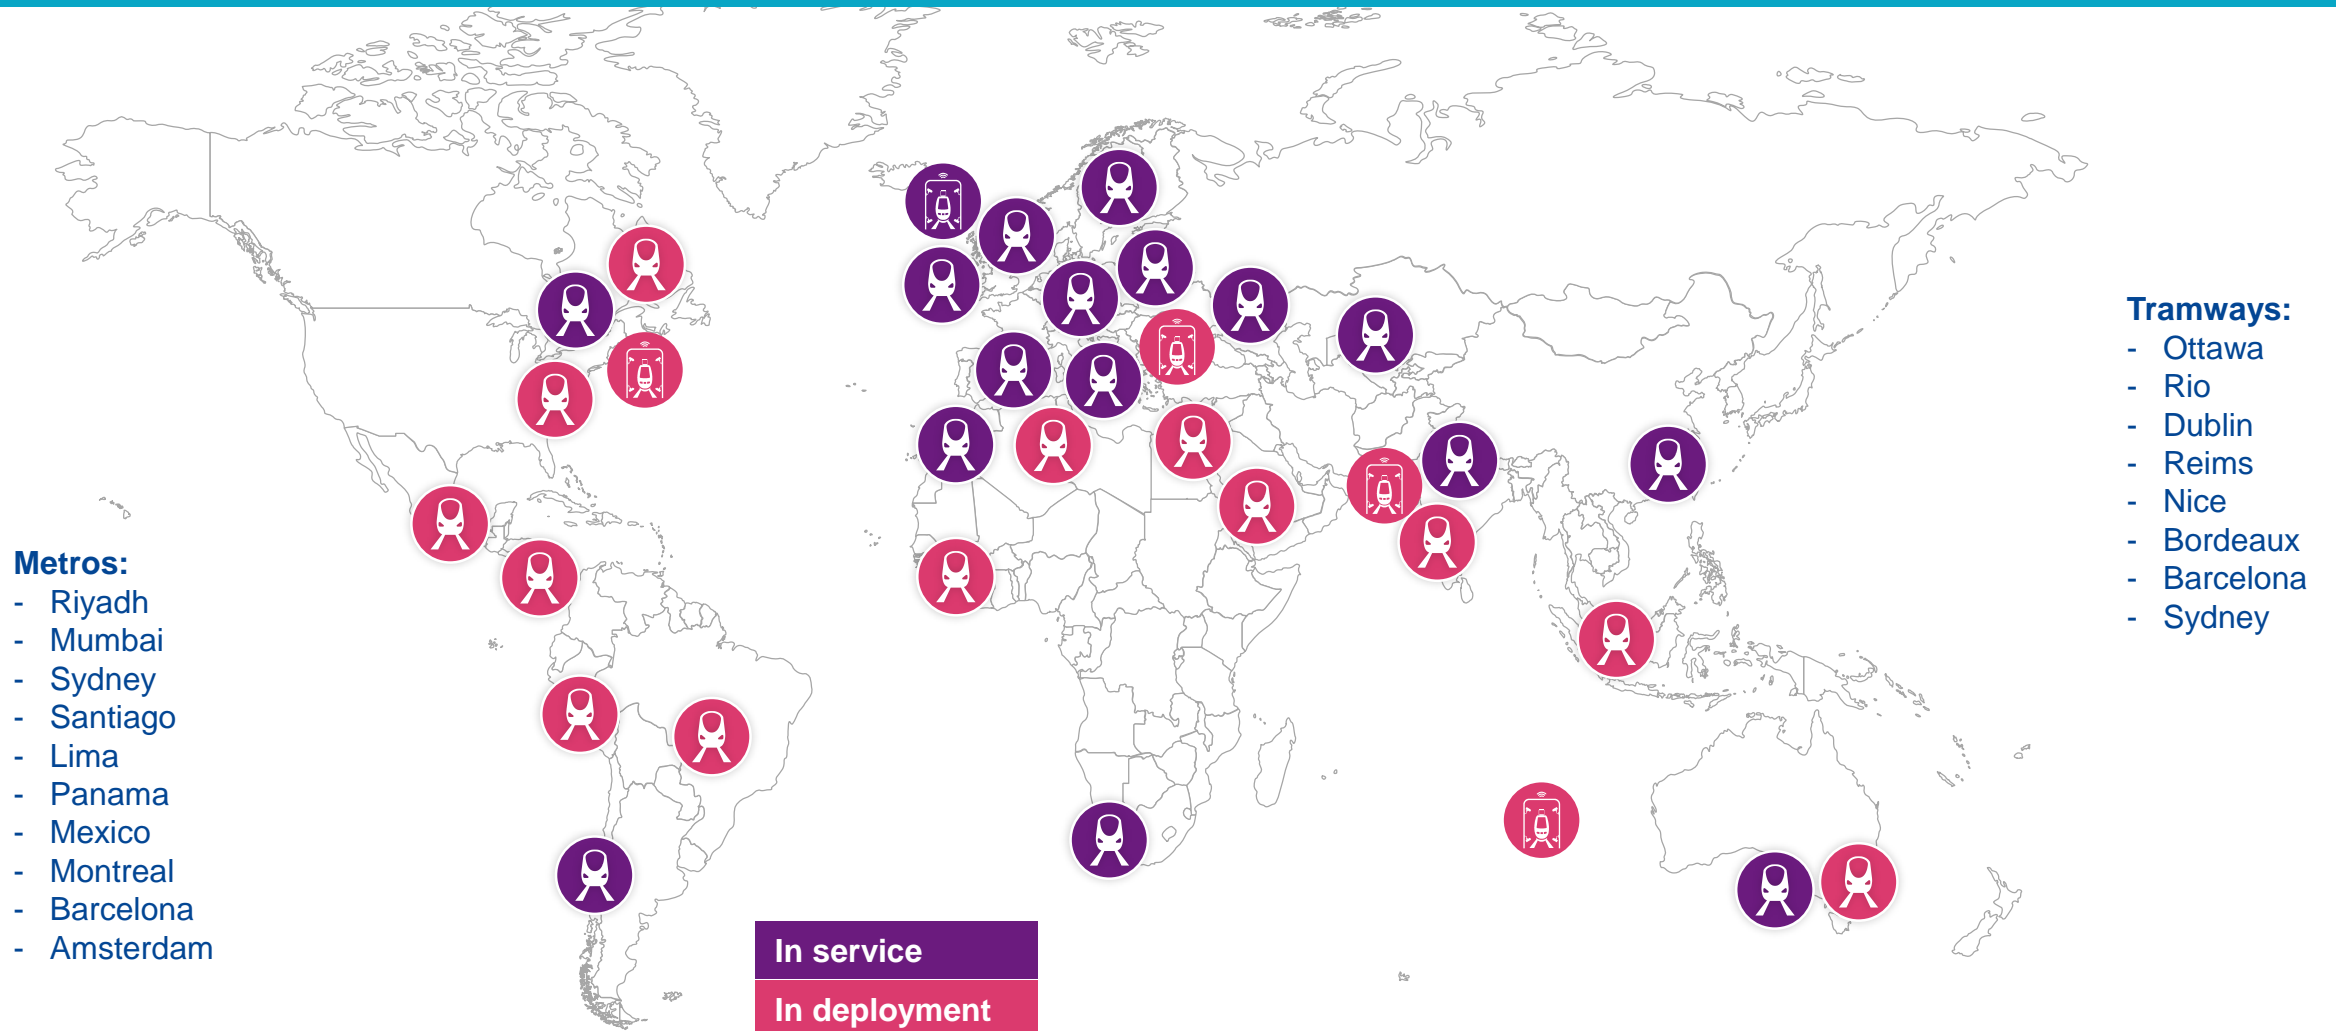 Metros:
- Riyadh
- Mumbai
- Sydney
- Santiago
- Lima
- Panama
- Mexico
- Montreal
- Barcelona
- Amsterdam
In service
In deployment
Tramways:
- Ottawa
- Rio
- Dublin
- Reims
- Nice
- Bordeaux
- Barcelona
- Sydney